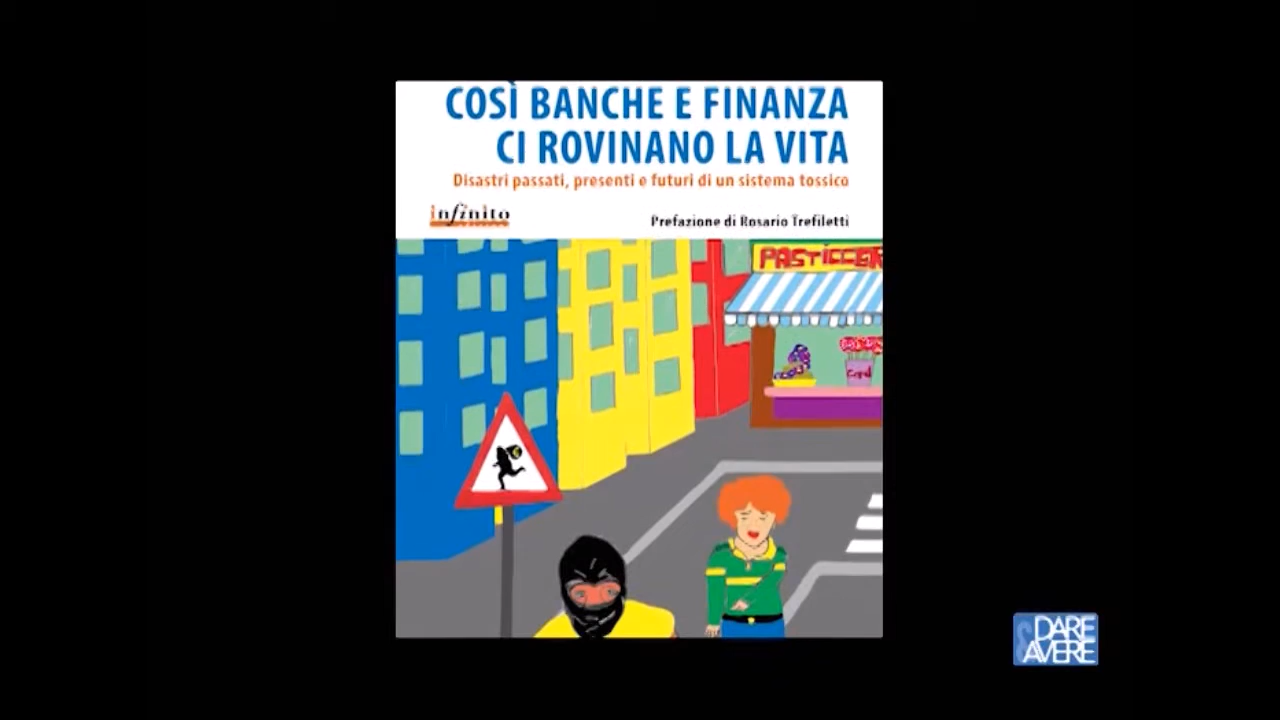 COSÌ BANCHE E FINANZA
CI ROVINANO LA VITA
Disastri passati, presenti e futuri di un sistema tossico
infinito
Prefazione di Rosario Trefiletti
PASTICCER
DARE
& AVERE